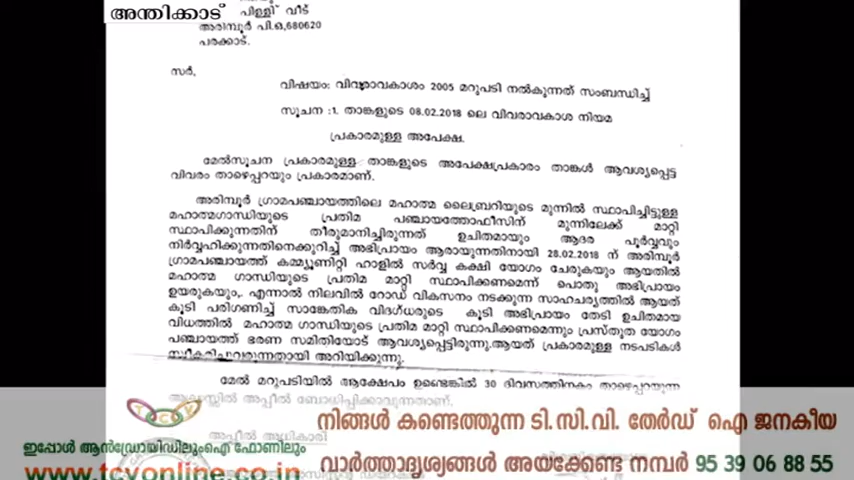 അന്തിക്കാട്
പിള്ളി വീട്
അരിമ്പൂർ പി.ഒ,680620
പരക്കാട്.
സർ,
വിഷയം: വിവരാവകാശം 2005 മറുപടി നൽകുന്നത് സംബന്ധിച്ച്
സൂചന :1. താങ്കളുടെ 08.02.2018 ലെ വിവരാവകാശ നിയമ
പ്രകാരമുള്ള അപേക്ഷ.
മേൽസൂചന പ്രകാരമുള്ള താങ്കളുടെ അപേക്ഷപ്രകാരം താങ്കൾ ആവശ്യപ്പെട്ട
വിവരം താഴെപ്പറയും പ്രകാരമാണ്.
അരിമ്പൂർ ഗ്രാമപഞ്ചായത്തിലെ മഹാത്മ ലൈബ്രറിയുടെ മുന്നിൽ സ്ഥാപിച്ചിട്ടുള്ള
മഹാത്മഗാന്ധിയുടെ പ്രതിമ പഞ്ചായത്തോഫീസിന് മുന്നിലേക്ക് മാറ്റി
സ്ഥാപിക്കുന്നതിന് തീരുമാനിച്ചിരുന്നത് ഉചിതമായും ആദര പൂർവ്വവും
നിർവ്വഹിക്കുന്നതിനെക്കുറിച്ച് അഭിപ്രായം ആരായുന്നതിനായി 28.02.2018 ന് അരിമ്പൂർ
ഗ്രാമപഞ്ചായത്ത് കമ്മ്യൂണിറ്റി ഹാളിൽ സർവ്വ കക്ഷി യോഗം ചേരുകയും ആയതിൽ
മഹാത്മ ഗാന്ധിയുടെ പ്രതിമ മാറ്റി സ്ഥാപിക്കണമെന്ന് പൊതു അഭിപ്രായം
ഉയരുകയും,. എന്നാൽ നിലവിൽ റോഡ് വികസനം നടക്കുന്ന സാഹചര്യത്തിൽ ആയത്
കൂടി പരിഗണിച്ച് സാങ്കേതിക വിദഗ്ധരുടെ കൂടി അഭിപ്രായം തേടി ഉചിതമായ
വിധത്തിൽ മഹാത്മ ഗാന്ധിയുടെ പ്രതിമ മാറ്റി സ്ഥാപിക്കണമെന്നും പ്രസ്തുത യോഗം
പഞ്ചായത്ത് ഭരണ സമിതിയോട് ആവശ്യപ്പെട്ടിരുന്നു.ആയത് പ്രകാരമുള്ള നടപടികൾ
സ്വീകരിച്ചുവരുന്നതായി അറിയിക്കുന്നു.
മേൽ മറുപടിയിൽ ആക്ഷേപം ഉണ്ടെങ്കിൽ 30 ദിവസത്തിനകം താഴെപ്പറയുന്ന
അഡ്രസ്സിൽ അപ്പീൽ ബോധിപ്പിക്കാവുന്നതാണ്.
അപ്പീൽ അധികാരി
TCV
നിങ്ങൾ കണ്ടെത്തുന്ന ടി.സി.വി. തേർഡ് ഐ ജനകീയ
ഇപ്പോൾ ആൻഡ്രോയിഡിലുംഐ ഫോണിലും
വാർത്താദൃശ്യങ്ങൾ അയക്കേണ്ട നമ്പർ 95 39 06 88 55
www.tcvonline.co.in